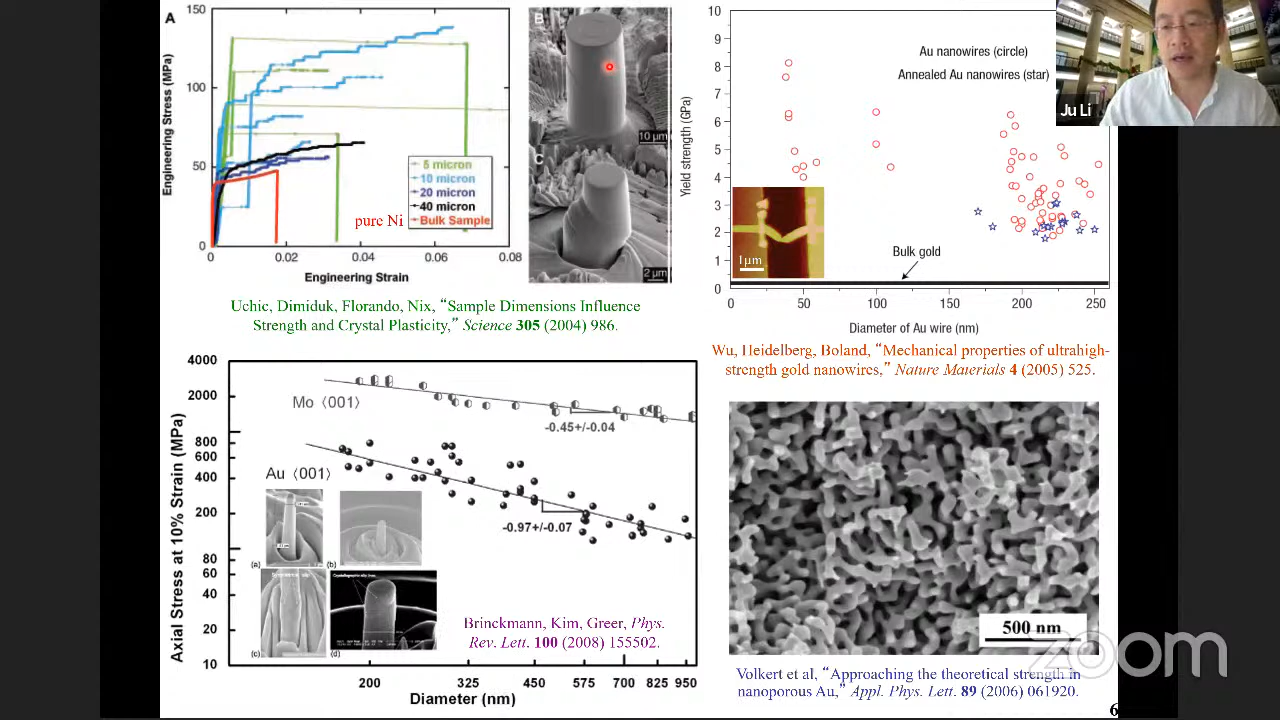 A
150
100
50
0
Engineering Stress (MPa)
0
0.02
0.04
0.06
0.08
Engineering Strain
5 micron
10 micron
20 micron
40 micron
Bulk Sample
pure Ni
B
10 μm
C
2 μm
Uchic, Dimiduk, Florando, Nix, “Sample Dimensions Influence
Strength and Crystal Plasticity,” Science 305 (2004) 986.
10
9
8
7
6
5
4
3
2
1
0
Yield strength (GPa)
Au nanowires (circle)
Annealed Au nanowires (star)
Bulk gold
1μm
0
50
100
150
200
250
Diameter of Au wire (nm)
Ju Li
Wu, Heidelberg, Boland, “Mechanical properties of ultrahigh-
strength gold nanowires,” Nature Materials 4 (2005) 525.
4000
2000
800
600
400
200
80
60
40
20
10
Axial Stress at 10% Strain (MPa)
Mo ⟨001⟩
-0.45+/-0.04
Au ⟨001⟩
-0.97+/-0.07
(a)
(b)
(c)
(d)
200
325
450
575
700
825
950
Diameter (nm)
Brinckmann, Kim, Greer, Phys.
Rev. Lett. 100 (2008) 155502.
500 nm
zoom
Volkert et al, “Approaching the theoretical strength in
nanoporous Au,” Appl. Phys. Lett. 89 (2006) 061920.
6